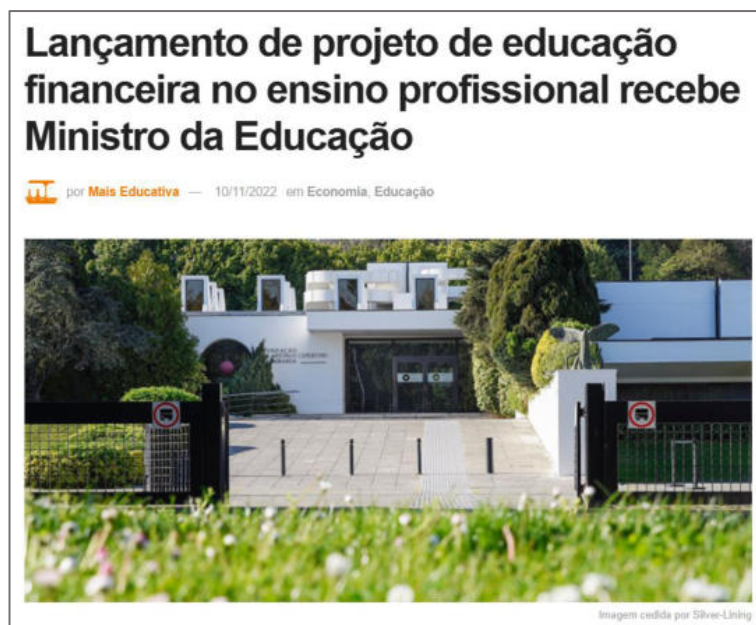 Lançamento de projeto de educação
financeira no ensino profissional recebe
Ministro da Educação
por Mais Educativa — 10/11/2022 em Economia, Educação
FUNDAÇÃO
Imagem cedida por Silver-Lining